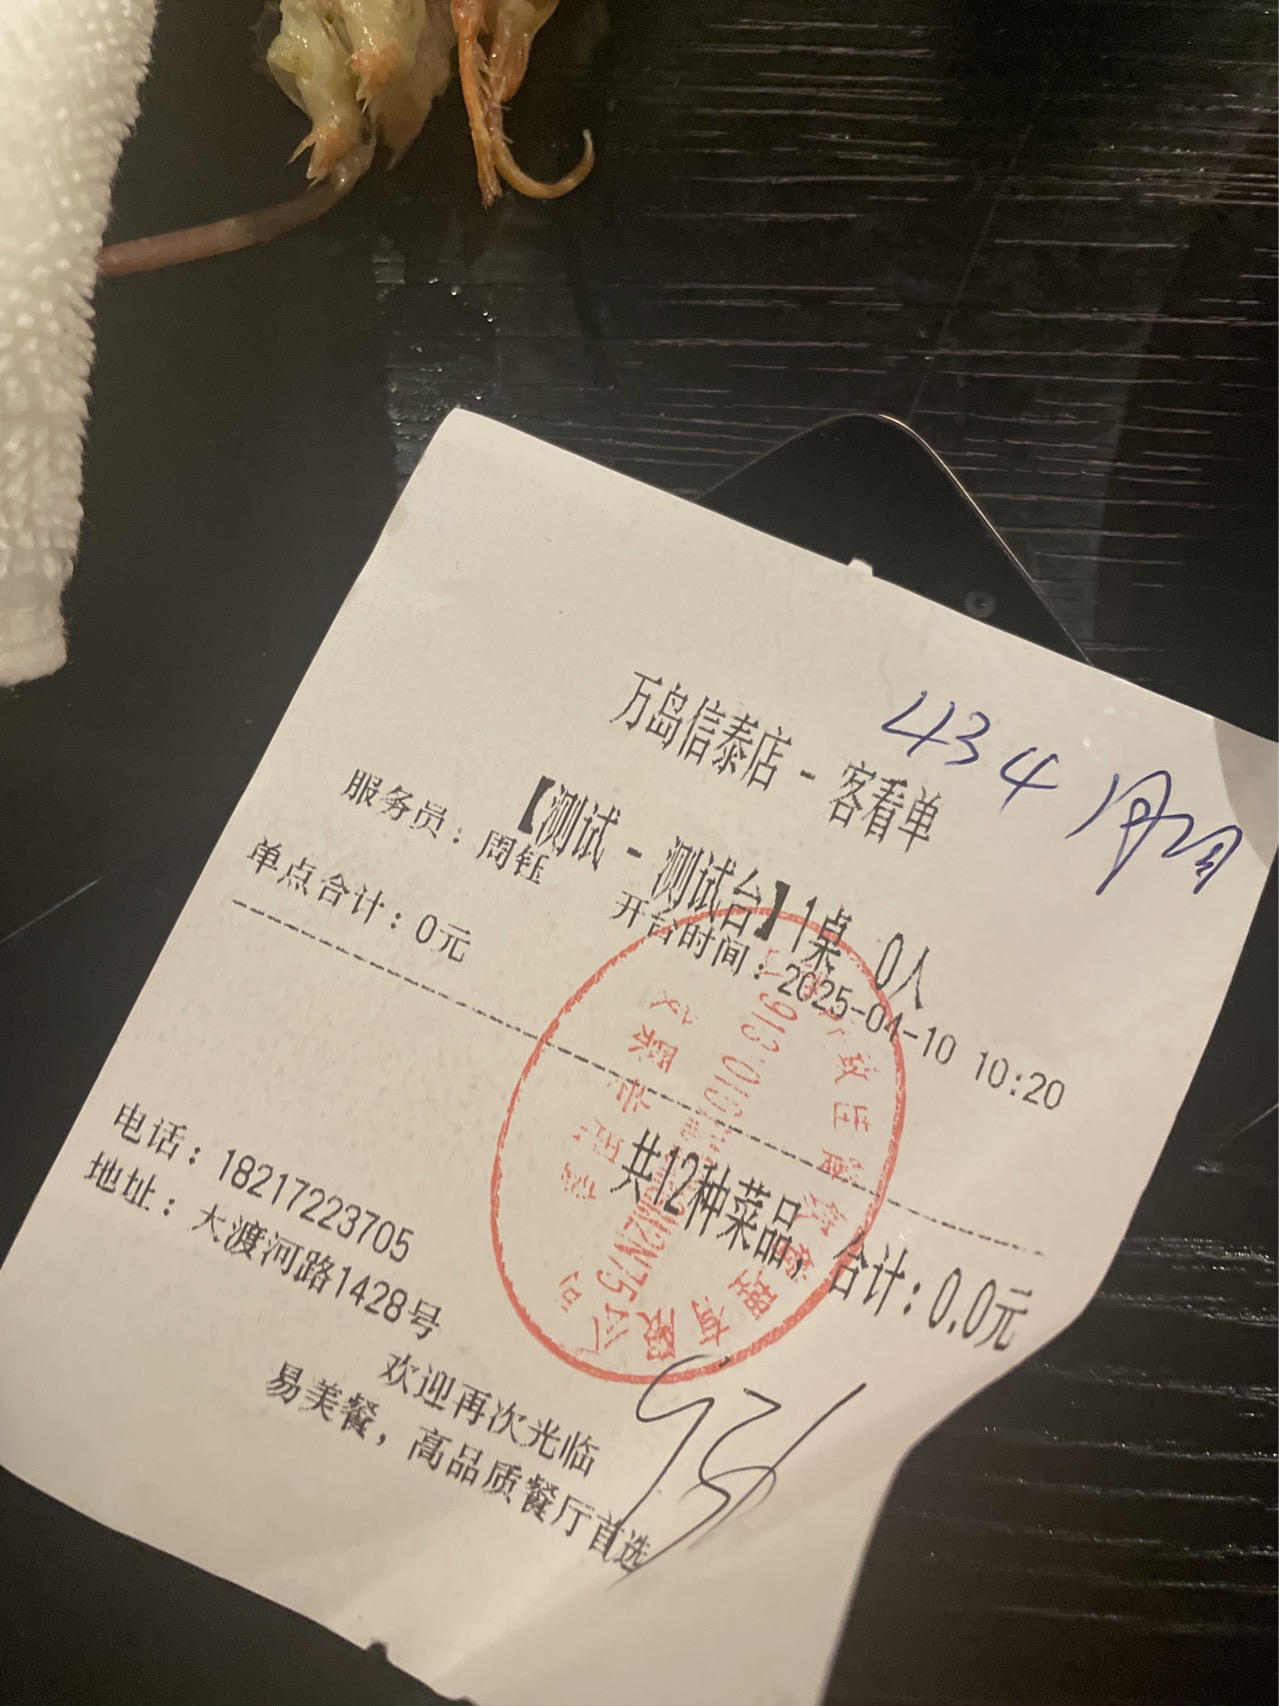 万岛信泰店 - 客看单
434
【测试 - 测试台】1桌 0人
服务员：周钰
开台时间：2025-04-10 10:20
单点合计：0元
共12种菜品，合计：0.0元
电话：18217223705
地址：大渡河路1428号
欢迎再次光临
易美餐，高品质餐厅首选